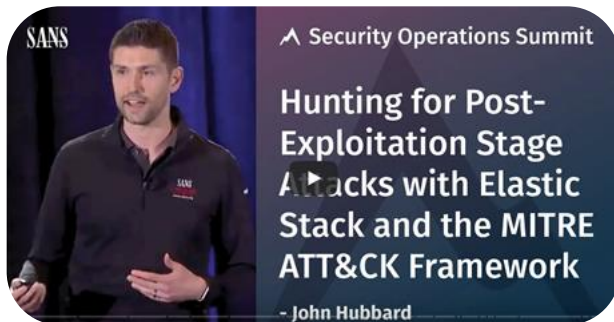 SANS
Security Operations Summit
Hunting for Post-
Exploitation Stage
Attacks with Elastic
Stack and the MITRE
ATT&CK Framework
- John Hubbard
SANS